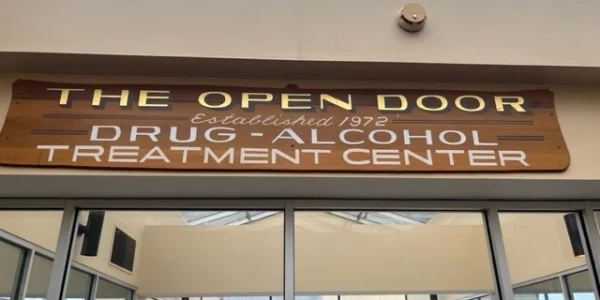 THE OPEN DOOR
Established 1972
DRUG-ALCOHOL
TREATMENT CENTER